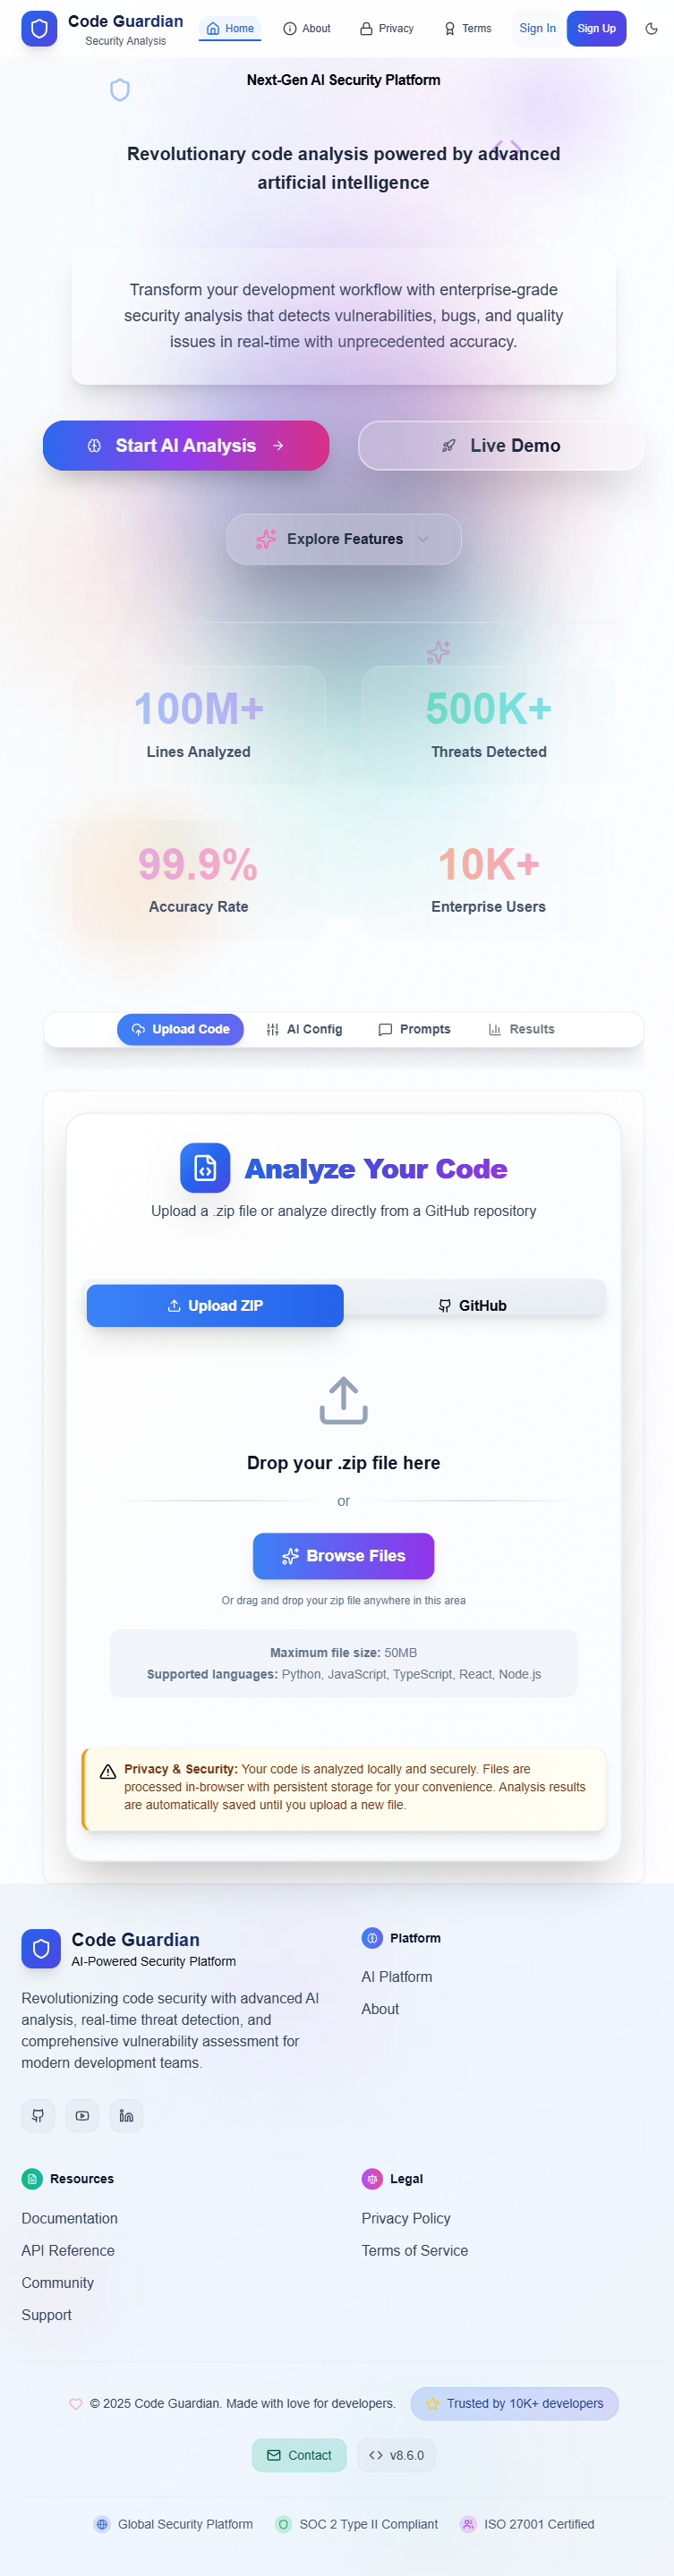 Code Guardian
Security Analysis
Home
About
Privacy
Terms
Sign In
Sign Up
Next-Gen AI Security Platform
Revolutionary code analysis powered by advanced
artificial intelligence
Transform your development workflow with enterprise-grade
security analysis that detects vulnerabilities, bugs, and quality
issues in real-time with unprecedented accuracy.
Start AI Analysis
Live Demo
Explore Features
100M+
Lines Analyzed
500K+
Threats Detected
99.9%
Accuracy Rate
10K+
Enterprise Users
Upload Code
AI Config
Prompts
Results
Analyze Your Code
Upload a .zip file or analyze directly from a GitHub repository
Upload ZIP
GitHub
Drop your .zip file here
or
Browse Files
Or drag and drop your zip file anywhere in this area
Maximum file size: 50MB
Supported languages: Python, JavaScript, TypeScript, React, Node.js
Privacy & Security: Your code is analyzed locally and securely. Files are
processed in-browser with persistent storage for your convenience. Analysis results
are automatically saved until you upload a new file.
Code Guardian
AI-Powered Security Platform
Revolutionizing code security with advanced AI
analysis, real-time threat detection, and
comprehensive vulnerability assessment for
modern development teams.
Platform
AI Platform
About
Resources
Documentation
API Reference
Community
Support
Legal
Privacy Policy
Terms of Service
© 2025 Code Guardian. Made with love for developers.
Trusted by 10K+ developers
Contact
v8.6.0
Global Security Platform
SOC 2 Type II Compliant
ISO 27001 Certified